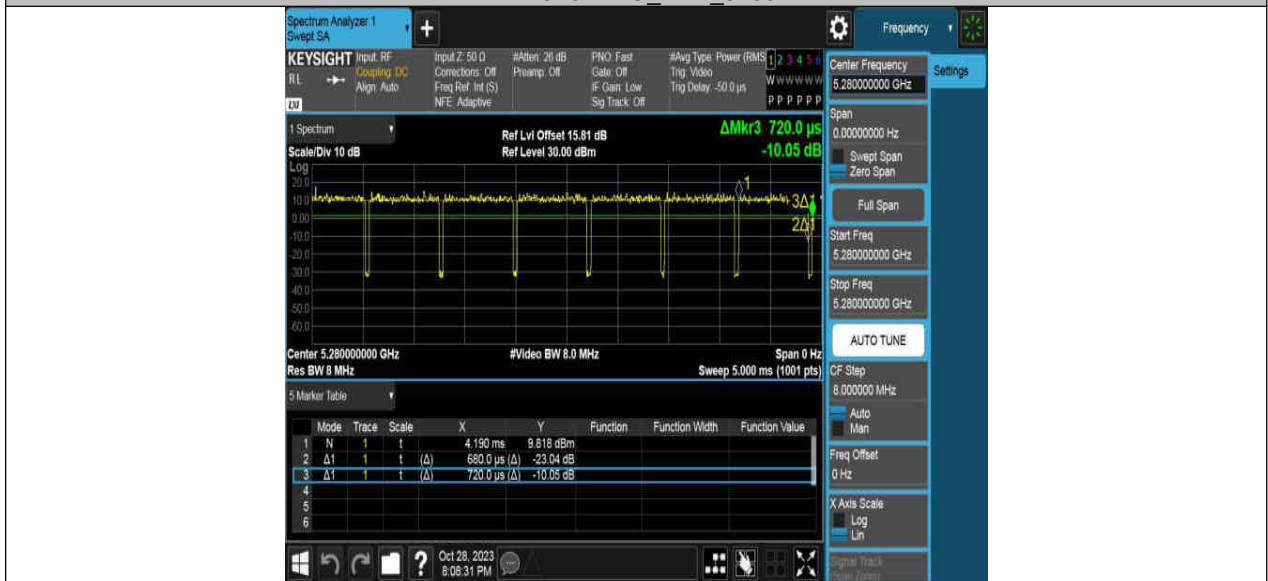 Spectrum Analyzer 1
Swept SA
+
Frequency
KEYSIGHT
RL
LXI
Input: RF
Coupling: DC
Align: Auto
Input Z: 50 Ω
Corrections: Off
Freq Ref: Int (S)
NFE: Adaptive
#Atten: 26 dB
Preamp: Off
PNO: Fast
Gate: Off
IF Gain: Low
Sig Track: Off
#Avg Type: Power (RMS
Trig: Video
Trig Delay: -50.0 µs
1 2 3 4 5 6
W W W W W W
P P P P P P
Center Frequency
5.280000000 GHz
Settings
1 Spectrum
Scale/Div 10 dB
Ref Lvl Offset 15.81 dB
Ref Level 30.00 dBm
ΔMkr3 720.0 µs
-10.05 dB
Log
20.0
10.0
0.00
-10.0
-20.0
-30.0
-40.0
-50.0
-60.0
1
3Δ1
2Δ1
Center 5.280000000 GHz
Res BW 8 MHz
#Video BW 8.0 MHz
Span 0 Hz
Sweep 5.000 ms (1001 pts)
Span
0.00000000 Hz
Swept Span
Zero Span
Full Span
Start Freq
5.280000000 GHz
Stop Freq
5.280000000 GHz
AUTO TUNE
CF Step
8.000000 MHz
Auto
Man
Freq Offset
0 Hz
X Axis Scale
Log
Lin
Signal Track
(Span Zoom)
5 Marker Table
Mode Trace Scale X Y Function Function Width Function Value
1 N 1 t 4.190 ms 9.818 dBm
2 Δ1 1 t (Δ) 680.0 µs (Δ) -23.04 dB
3 Δ1 1 t (Δ) 720.0 µs (Δ) -10.05 dB
4
5
6
?
Oct 28, 2023
8:08:31 PM